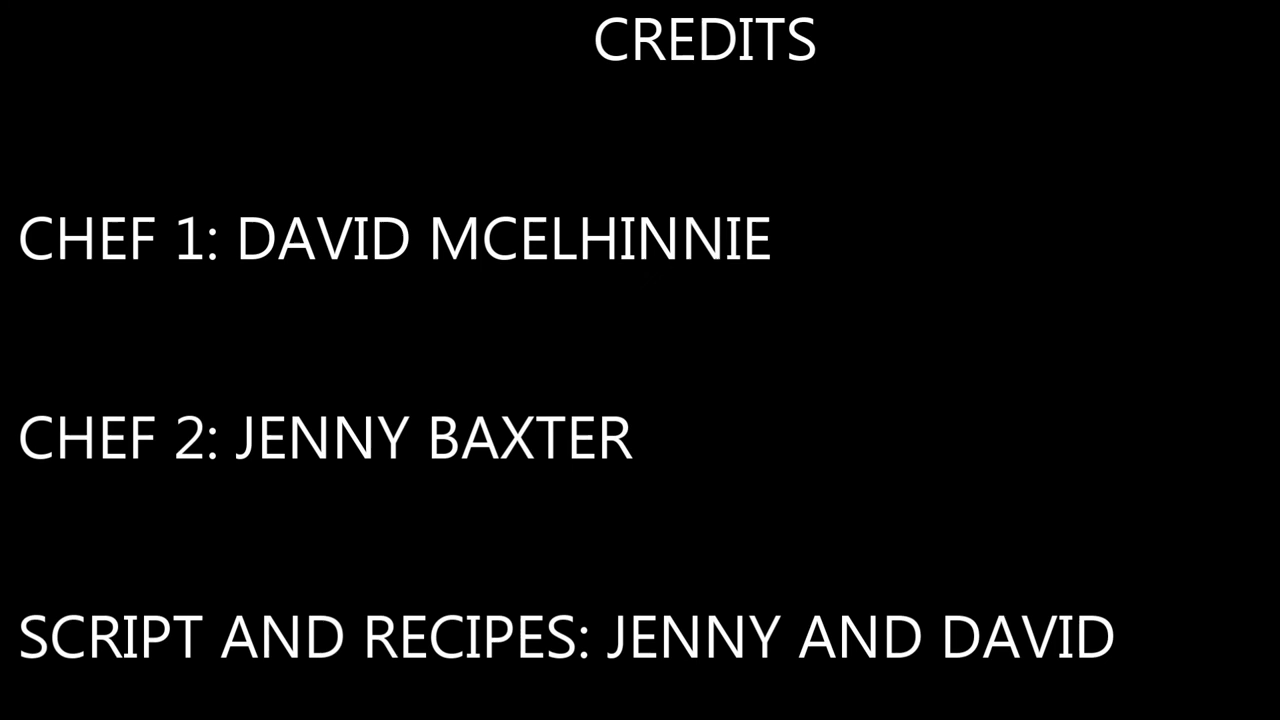 CREDITS
CHEF 1: DAVID MCELHINNIE
CHEF 2: JENNY BAXTER
SCRIPT AND RECIPES: JENNY AND DAVID